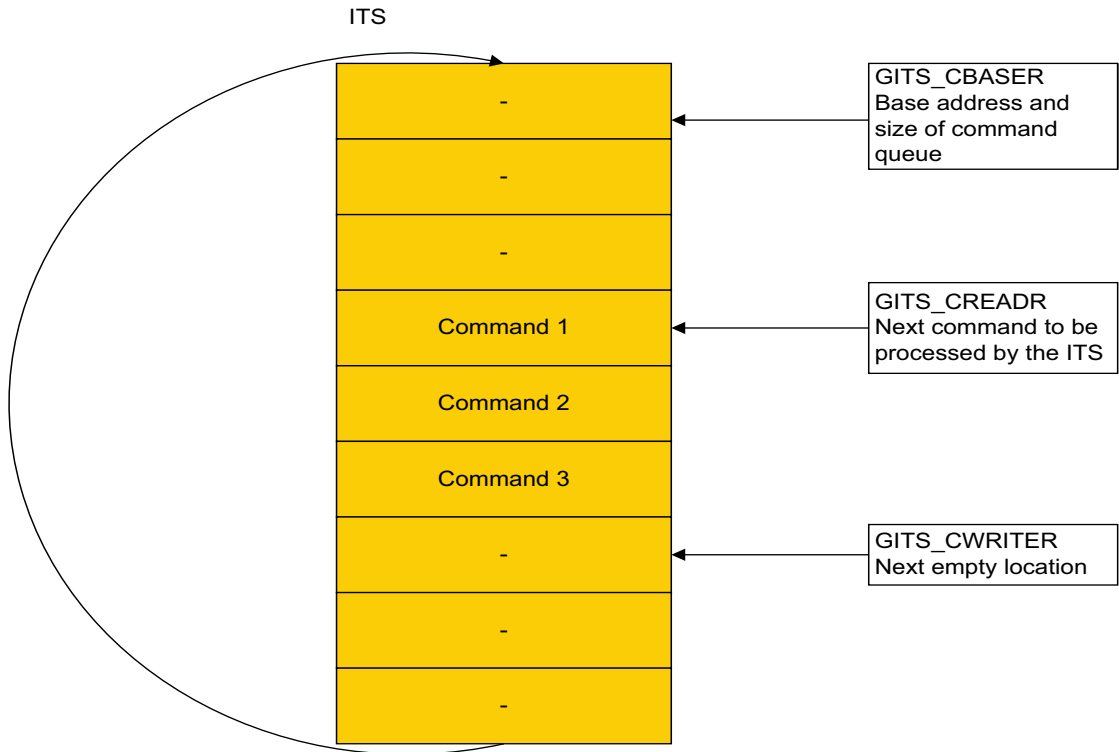 ITS
-
GITS_CBASER
Base address and
size of command
queue
-
-
Command 1
GITS_CREADR
Next command to be
processed by the ITS
Command 2
Command 3
-
GITS_CWRITER
Next empty location
-
-